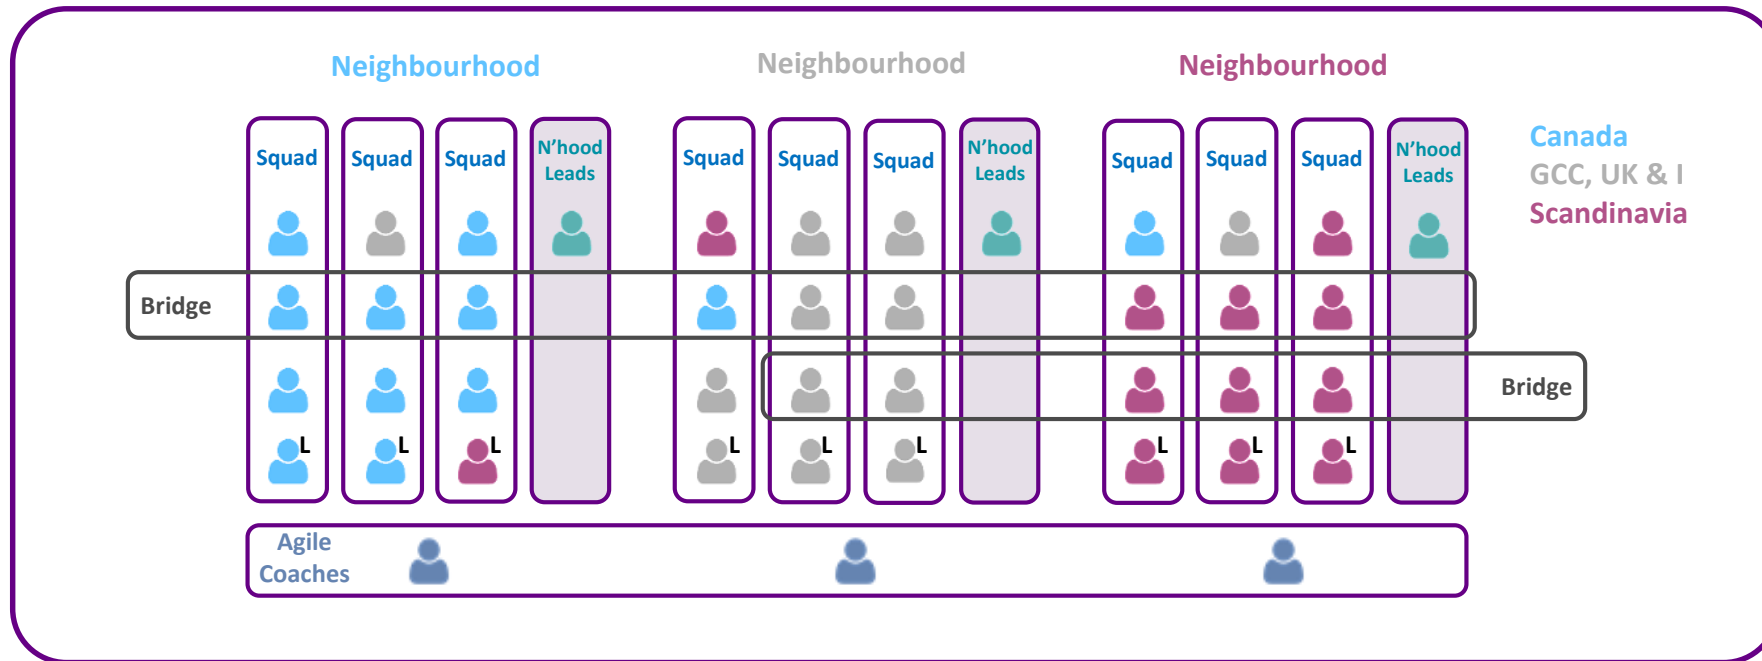 Neighbourhood
Neighbourhood
Neighbourhood
Squad
Squad
Squad
N'hood
Leads
Squad
Squad
Squad
N'hood
Leads
Squad
Squad
Squad
N'hood
Leads
Canada
GCC, UK & I
Scandinavia
Bridge
Bridge
L
L
L
L
L
L
L
L
L
Agile
Coaches